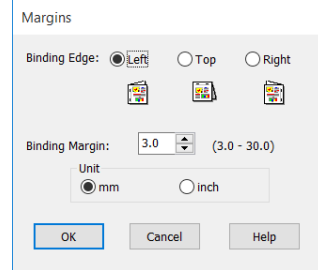 Margins
Binding Edge: Left Top Right
Binding Margin: 3.0 (3.0 - 30.0)
Unit
mm inch
OK Cancel Help